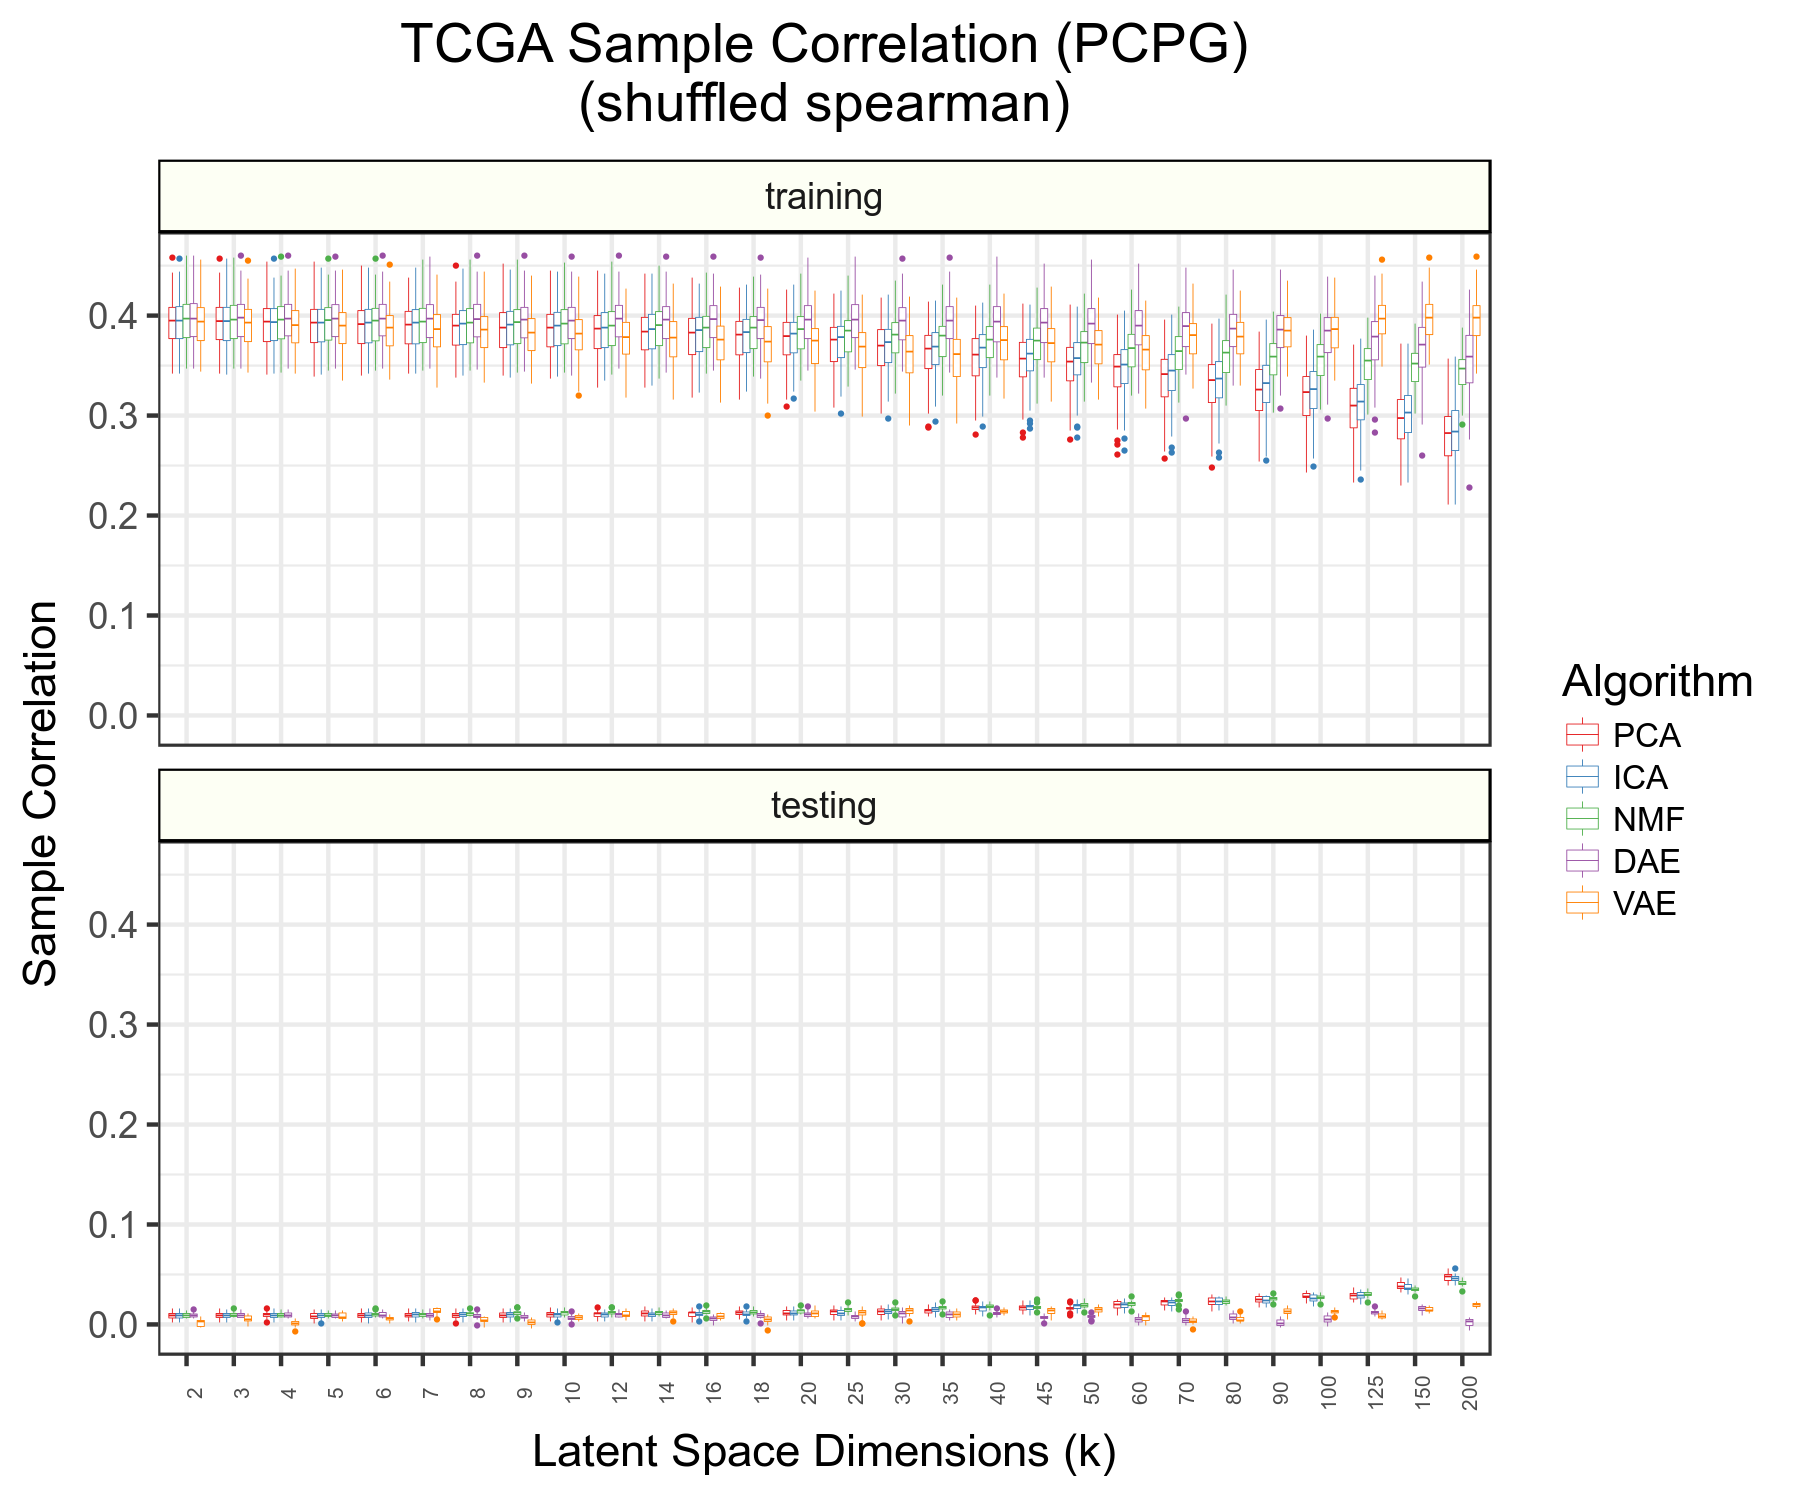 TCGA Sample Correlation (PCPG)
(shuffled spearman)
training
0.4
0.3
0.2
0.1
0.0
testing
0.4
0.3
0.2
0.1
0.0
Sample Correlation
2 3 4 5 6 7 8 9 10 12 14 16 18 20 25 30 35 40 45 50 60 70 80 90 100 125 150 200
Latent Space Dimensions (k)
Algorithm
PCA
ICA
NMF
DAE
VAE